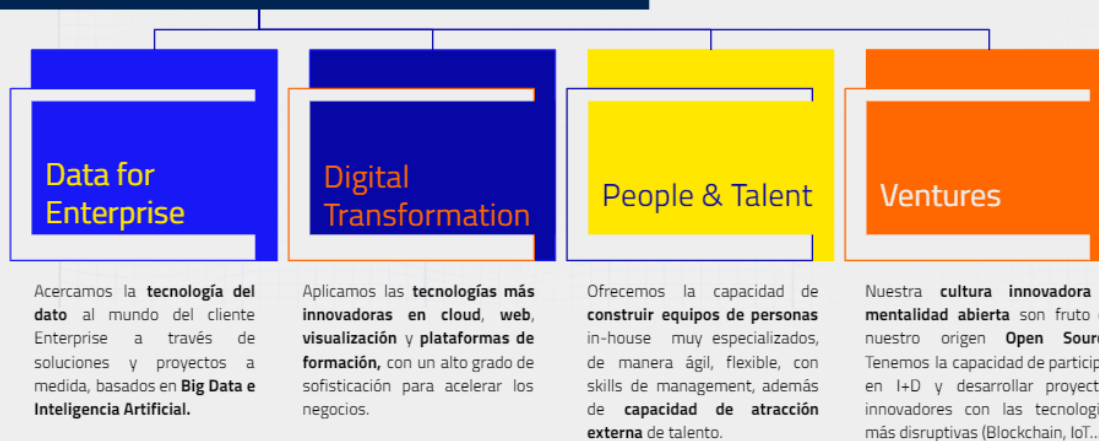 Data for
Enterprise
Acercamos la tecnología del
dato al mundo del cliente
Enterprise a través de
soluciones y proyectos a
medida, basados en Big Data e
Inteligencia Artificial.
Digital
Transformation
Aplicamos las tecnologías más
innovadoras en cloud, web,
visualización y plataformas de
formación, con un alto grado de
sofisticación para acelerar los
negocios.
People & Talent
Ofrecemos la capacidad de
construir equipos de personas
in-house muy especializados,
de manera ágil, flexible, con
skills de management, además
de capacidad de atracción
externa de talento.
Ventures
Nuestra cultura innovadora
mentalidad abierta son fruto
nuestro origen Open
Tenemos la capacidad de
en I+D y desarrollar
innovadores con las
más disruptivas (Blockchain, IoT..